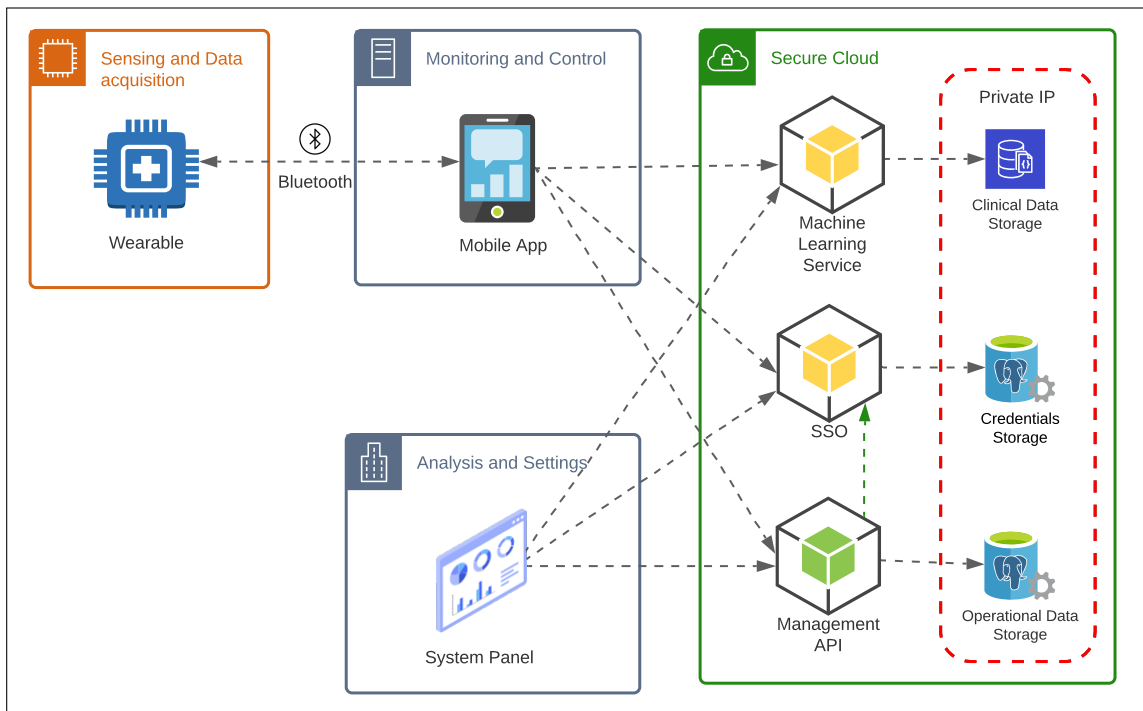 Sensing and Data
acquisition
Wearable
Bluetooth
Monitoring and Control
Mobile App
Analysis and Settings
System Panel
Secure Cloud
Private IP
Machine
Learning
Service
Clinical Data
Storage
SSO
Credentials
Storage
Management
API
Operational Data
Storage